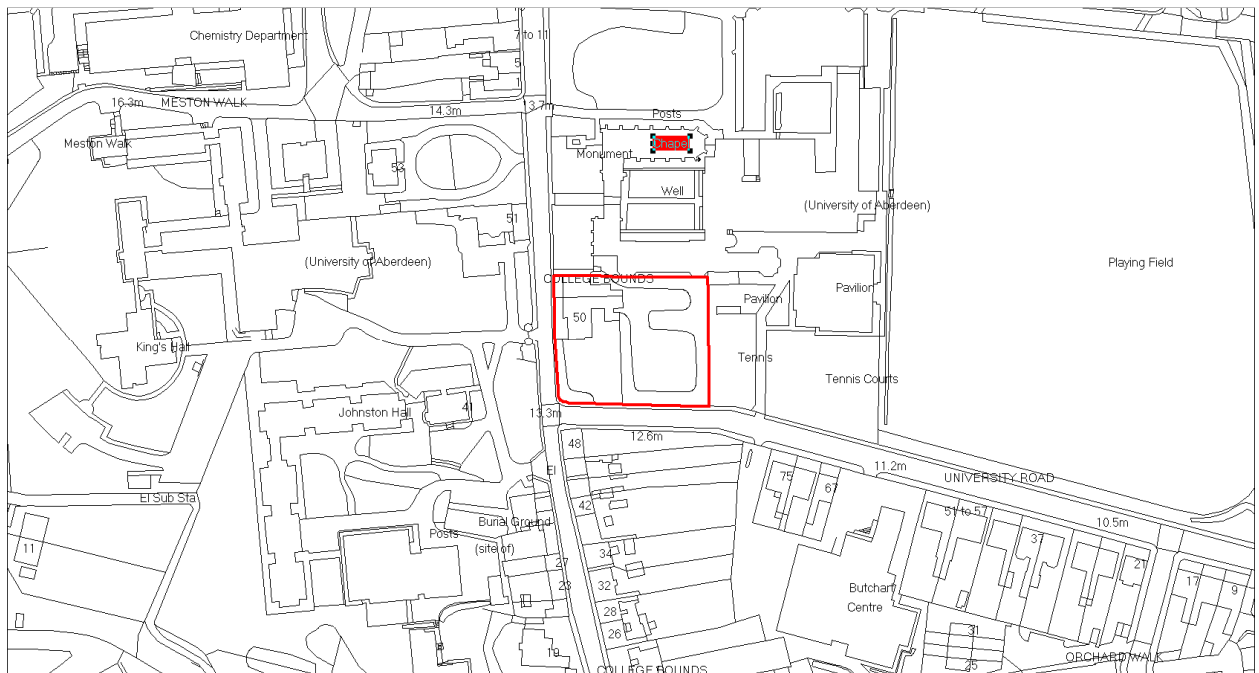 Chemistry Department
7 to 11
5
16.3m
MESTON WALK
14.3m
13.7m
Posts
Meston Walk
53
Monument
Chapel
Well
51
(University of Aberdeen)
(University of Aberdeen)
Playing Field
COLLEGE BOUNDS
50
Pavilion
Pavilion
King's Hall
Tennis
Tennis Courts
Johnston Hall
41
13.3m
48
12.6m
El
11.2m
UNIVERSITY ROAD
75
67
El Sub Sta
42
Burial Ground
(site of)
Posts
51 to 57
10.5m
11
34
37
27
23
32
21
17
9
Butchart
Centre
28
26
31
25
19
ORCHARD WALK
COLLEGE BOUNDS